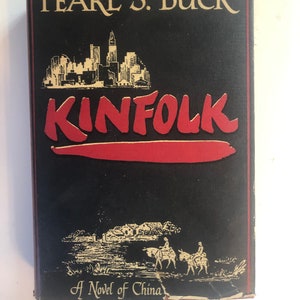 PEARL S. BUCK
KINFOLK
A Novel of China